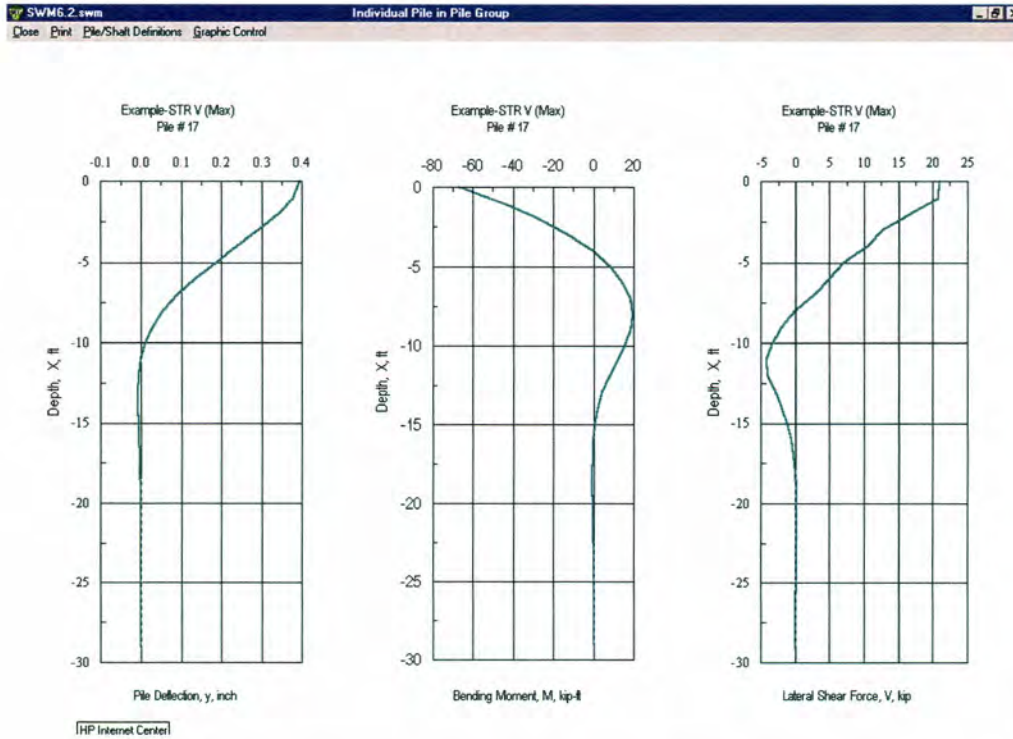 SWM6.2.swm Individual Pile in Pile Group
Close Print Pile/Shaft Definitions Graphic Control
Example-STR V (Max)
Pile # 17
-0.1 0.0 0.1 0.2 0.3 0.4
0
-5
-10
-15
-20
-25
-30
Depth, X, ft
Pile Deflection, y, inch
Example-STR V (Max)
Pile # 17
-80 -60 -40 -20 0 20
0
-5
-10
-15
-20
-25
-30
Depth, X, ft
Bending Moment, M, kip-ft
Example-STR V (Max)
Pile # 17
-5 0 5 10 15 20 25
0
-5
-10
-15
-20
-25
-30
Depth, X, ft
Lateral Shear Force, V, kip
HP Internet Center